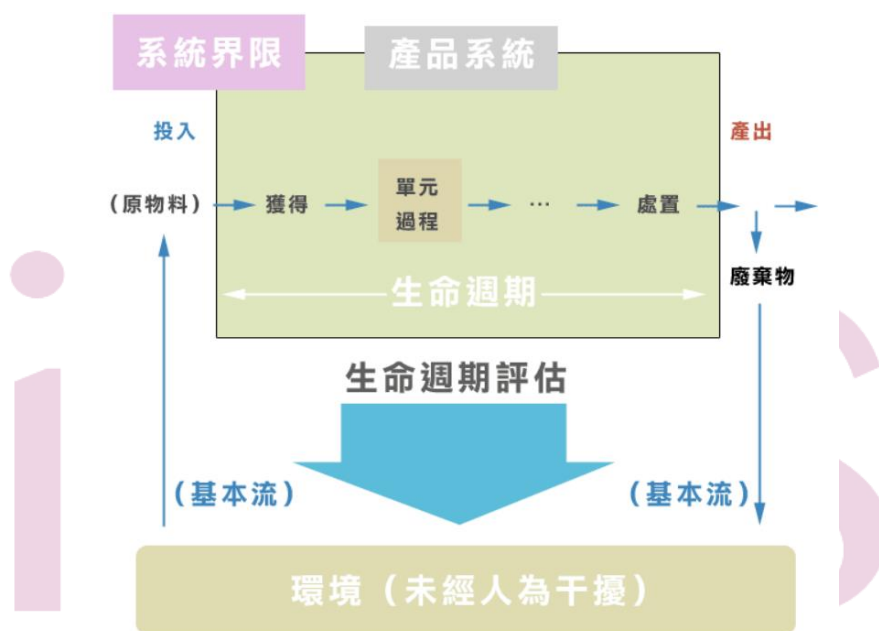 系統界限
產品系統
投入
產出
（原物料）
獲得
單元
過程
…
處置
廢棄物
生命週期
生命週期評估
（基本流）
（基本流）
環境（未經人為干擾）